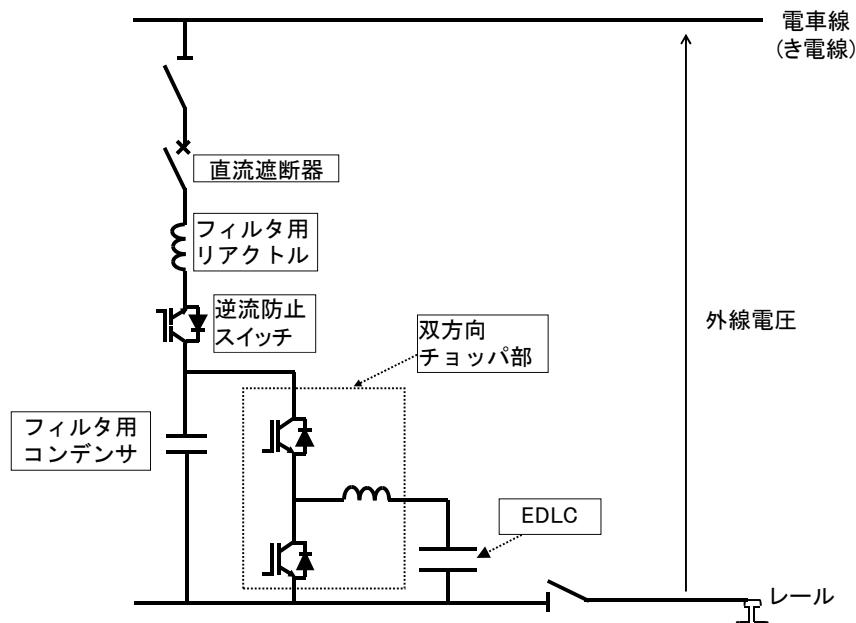 電車線
(き電線)
直流遮断器
フィルタ用
リアクトル
逆流防止
スイッチ
双方向
チョッパ部
外線電圧
フィルタ用
コンデンサ
EDLC
レール